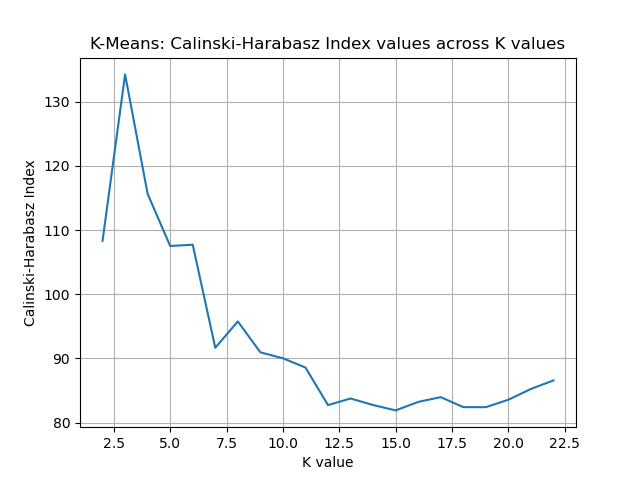 K-Means: Calinski-Harabasz Index values across K values
Calinski-Harabasz Index
130
120
110
100
90
80
2.5 5.0 7.5 10.0 12.5 15.0 17.5 20.0 22.5
K value